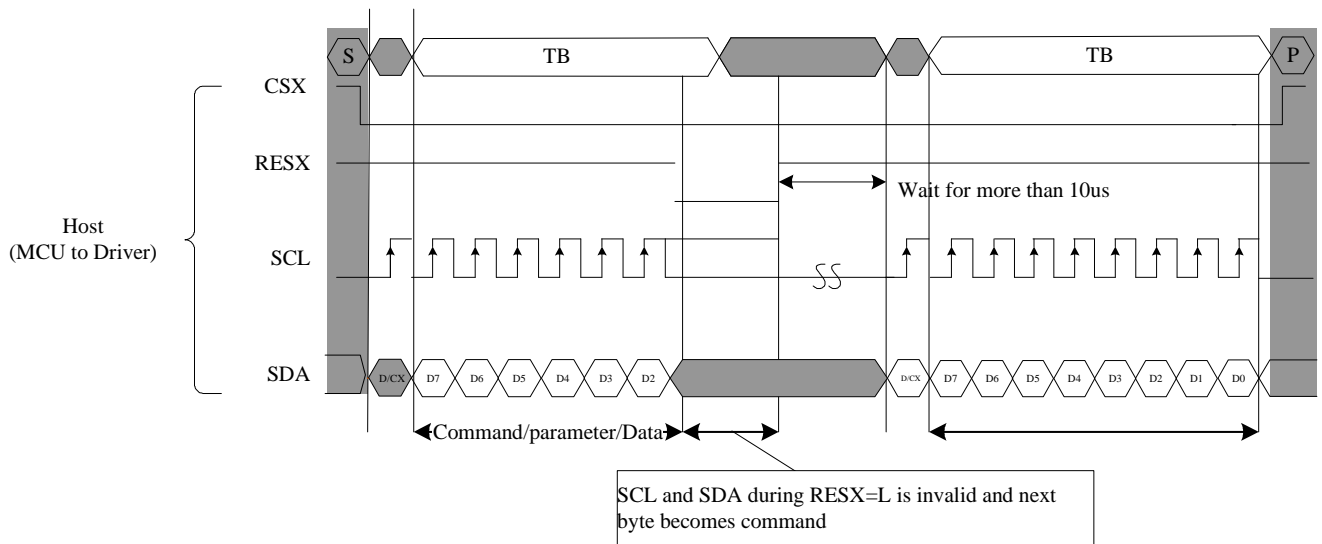 S
TB
TB
P
CSX
RESX
Wait for more than 10us
Host
(MCU to Driver)
SCL
SDA
D/CX
D7
D6
D5
D4
D3
D2
D/CX
D7
D6
D5
D4
D3
D2
D1
D0
Command/parameter/Data
SCL and SDA during RESX=L is invalid and next
byte becomes command